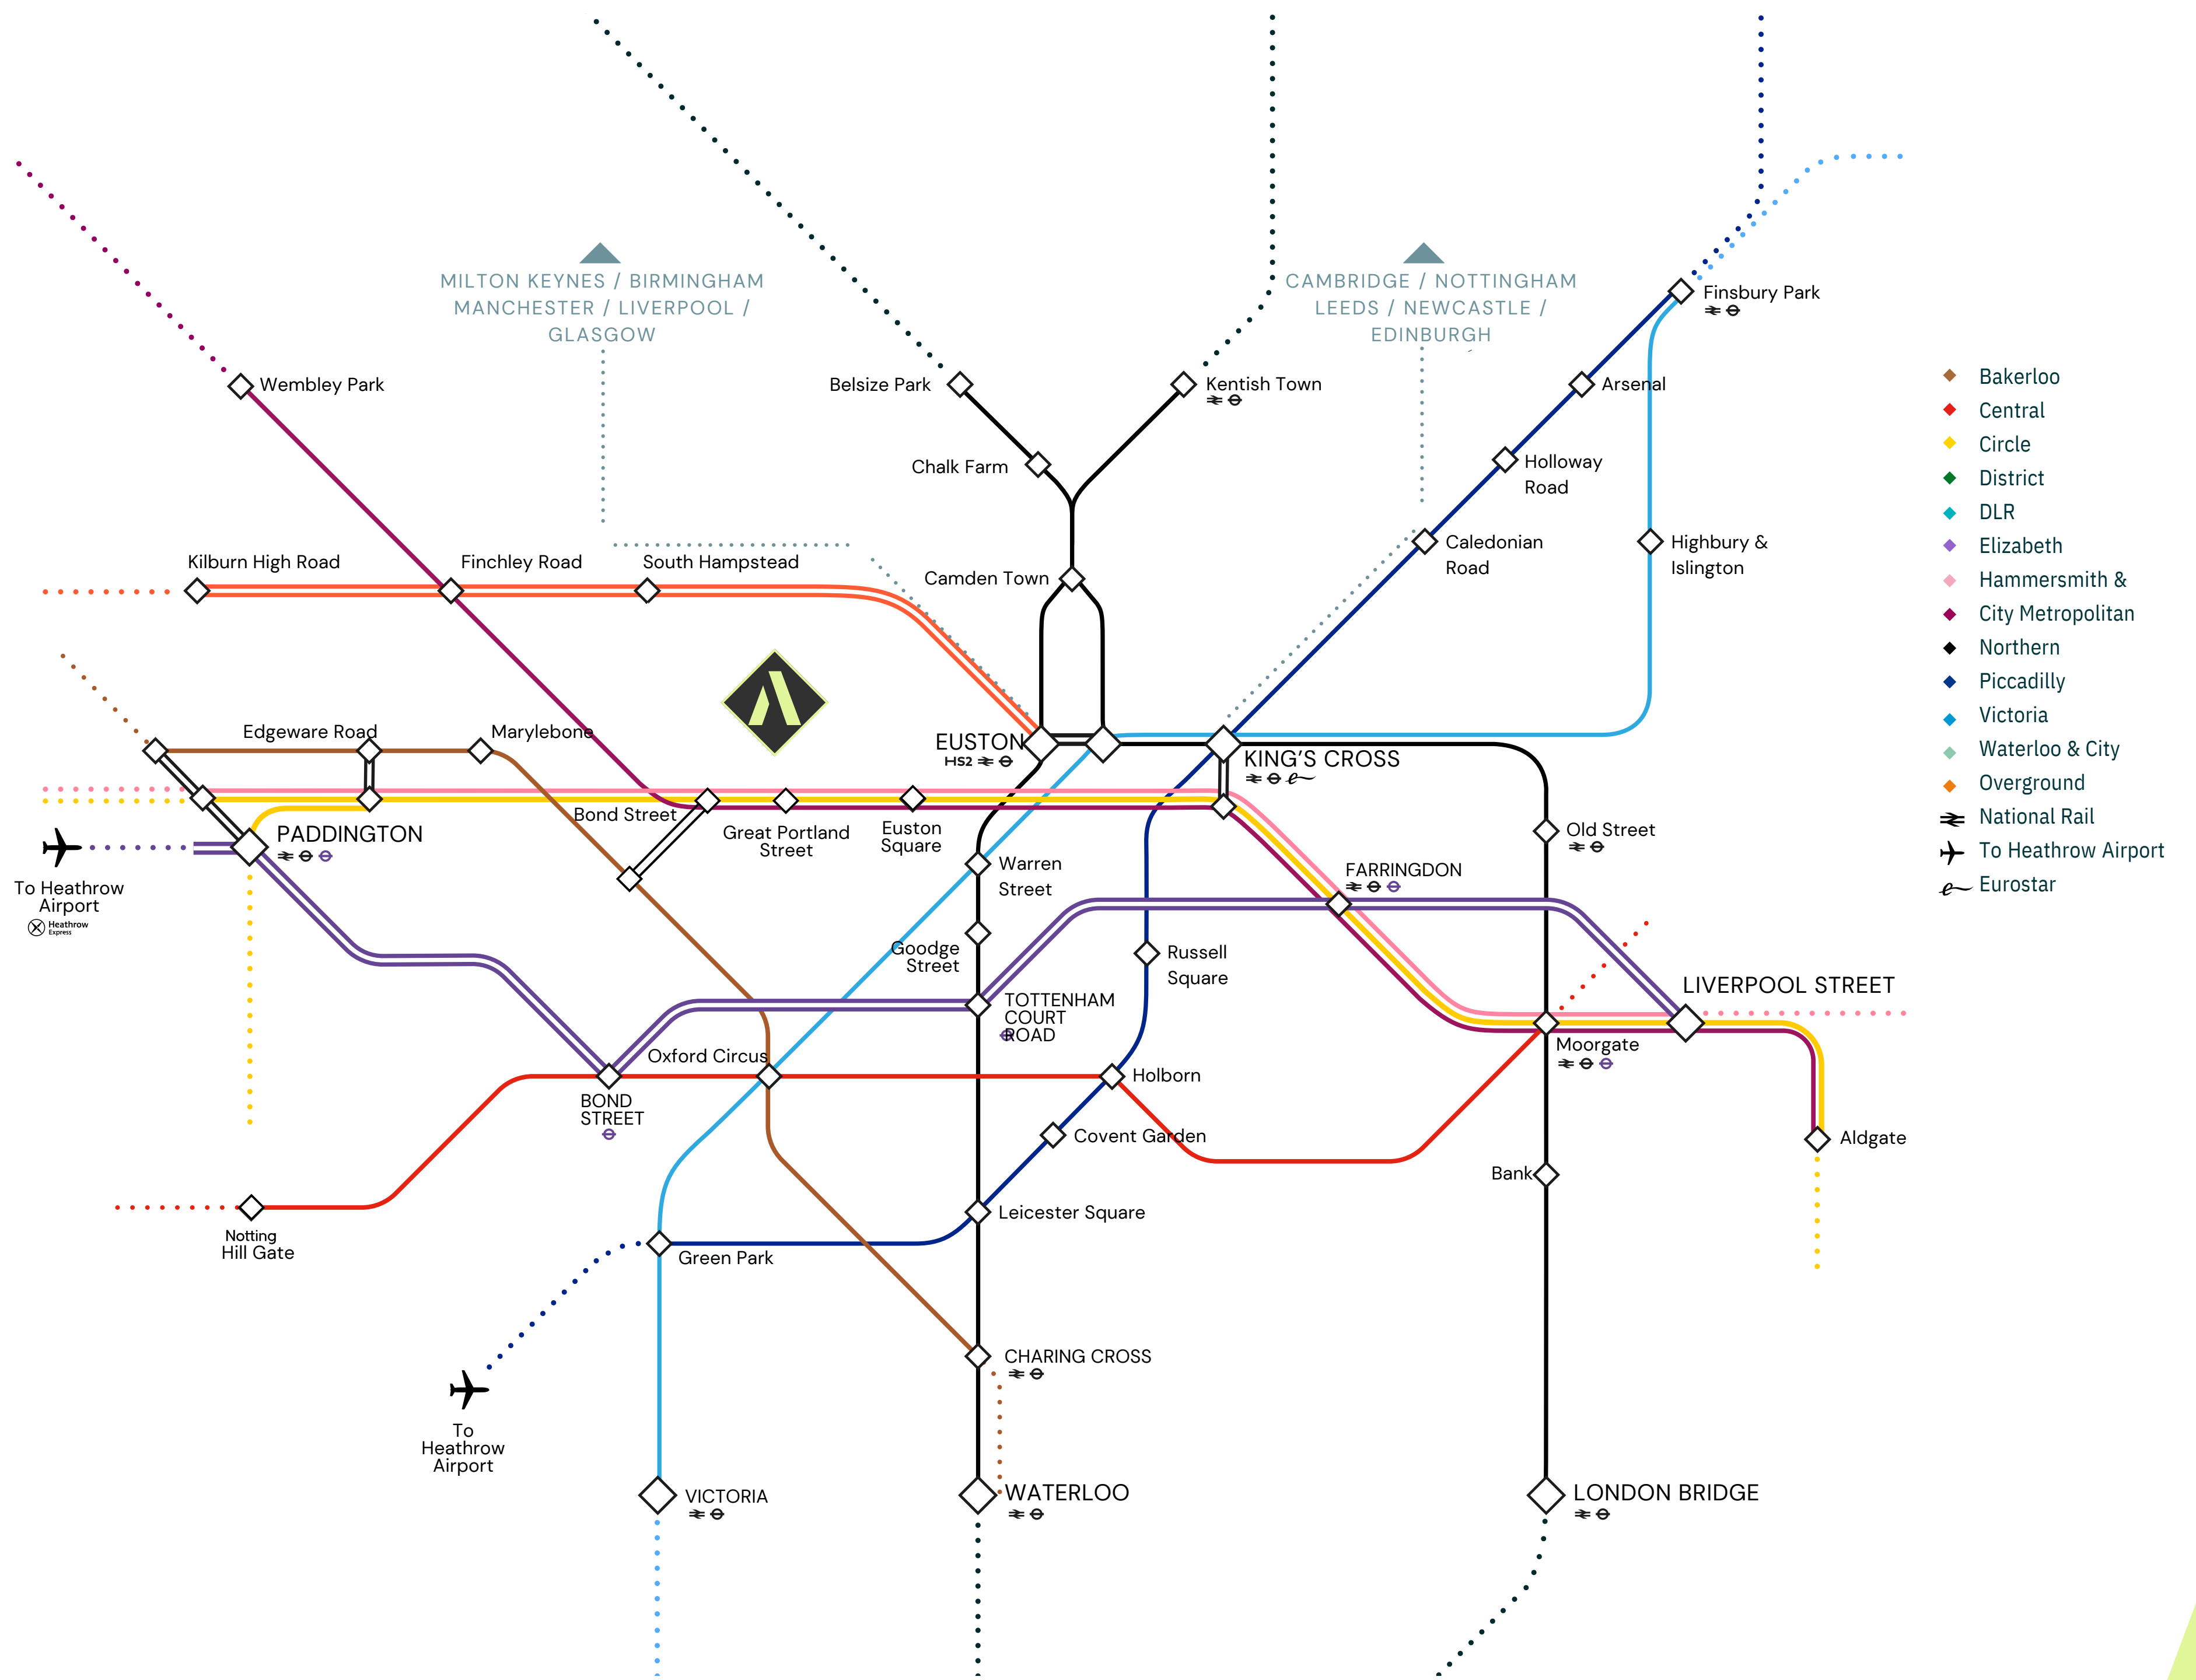 MILTON KEYNES / BIRMINGHAM
MANCHESTER / LIVERPOOL /
GLASGOW
CAMBRIDGE / NOTTINGHAM
LEEDS / NEWCASTLE /
EDINBURGH
Finsbury Park
Wembley Park
Belsize Park
Kentish Town
Arsenal
Chalk Farm
Holloway
Road
Kilburn High Road
Finchley Road
South Hampstead
Camden Town
Caledonian
Road
Highbury &
Islington
Edgeware Road
Marylebone
EUSTON
HS2
KING'S CROSS
e
Bond Street
Great Portland
Street
Euston
Square
PADDINGTON
Old Street
To Heathrow
Airport
Heathrow
Express
Warren
Street
FARRINGDON
Goodge
Street
Russell
Square
TOTTENHAM
COURT
ROAD
LIVERPOOL STREET
Moorgate
Oxford Circus
Holborn
BOND
STREET
Covent Garden
Aldgate
Bank
Notting
Hill Gate
Leicester Square
Green Park
CHARING CROSS
To
Heathrow
Airport
VICTORIA
WATERLOO
LONDON BRIDGE
Bakerloo
Central
Circle
District
DLR
Elizabeth
Hammersmith &
City Metropolitan
Northern
Piccadilly
Victoria
Waterloo & City
Overground
National Rail
To Heathrow Airport
e Eurostar